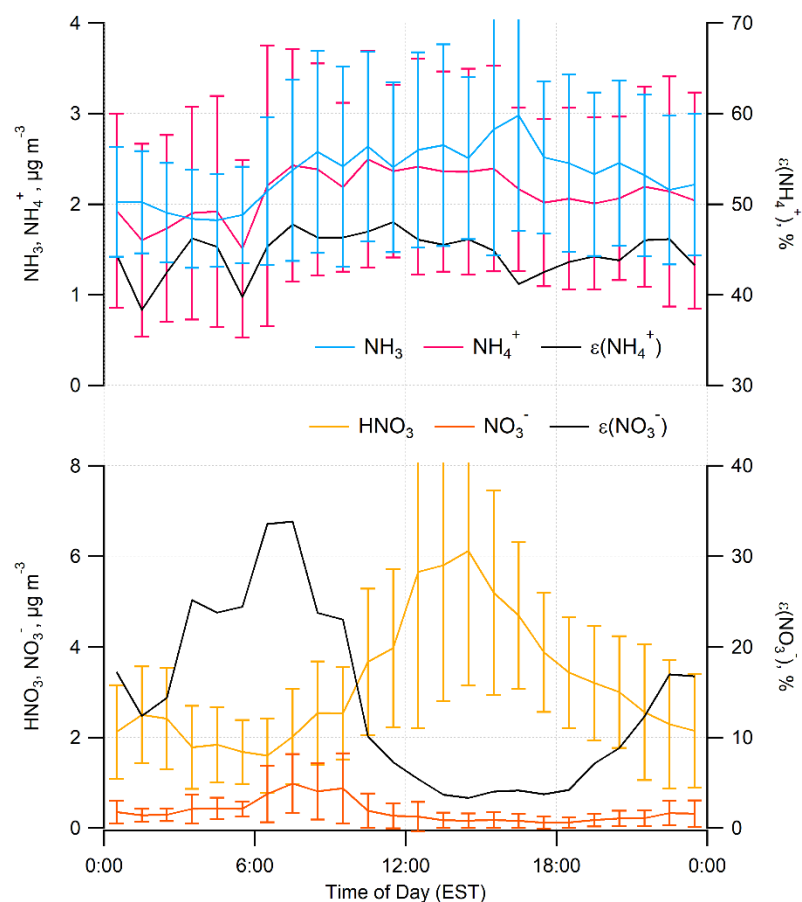 4
3
2
1
0
NH₃, NH₄⁺, µg m⁻³
70
60
50
40
30
ε(NH₄⁺), %
NH₃ NH₄⁺ ε(NH₄⁺)
HNO₃ NO₃⁻ ε(NO₃⁻)
8
6
4
2
0
HNO₃, NO₃⁻, µg m⁻³
40
30
20
10
0
ε(NO₃⁻), %
0:00 6:00 12:00 18:00 0:00
Time of Day (EST)